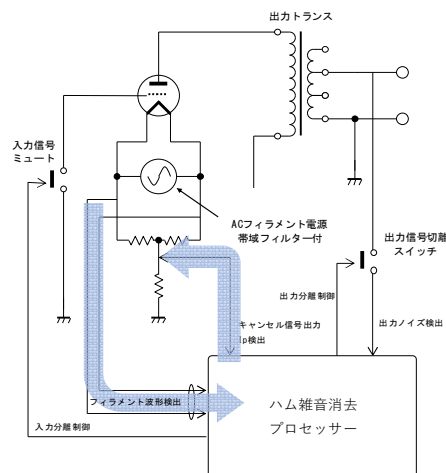 出力トランス
入力信号
ミュート
ACフィラメント電源
帯域フィルター付
出力信号切離
スイッチ
出力分離制御
キャンセル信号出力
Ip検出
出力ノイズ検出
フィラメント波形検出
入力分離制御
ハム雑音消去
プロセッサー